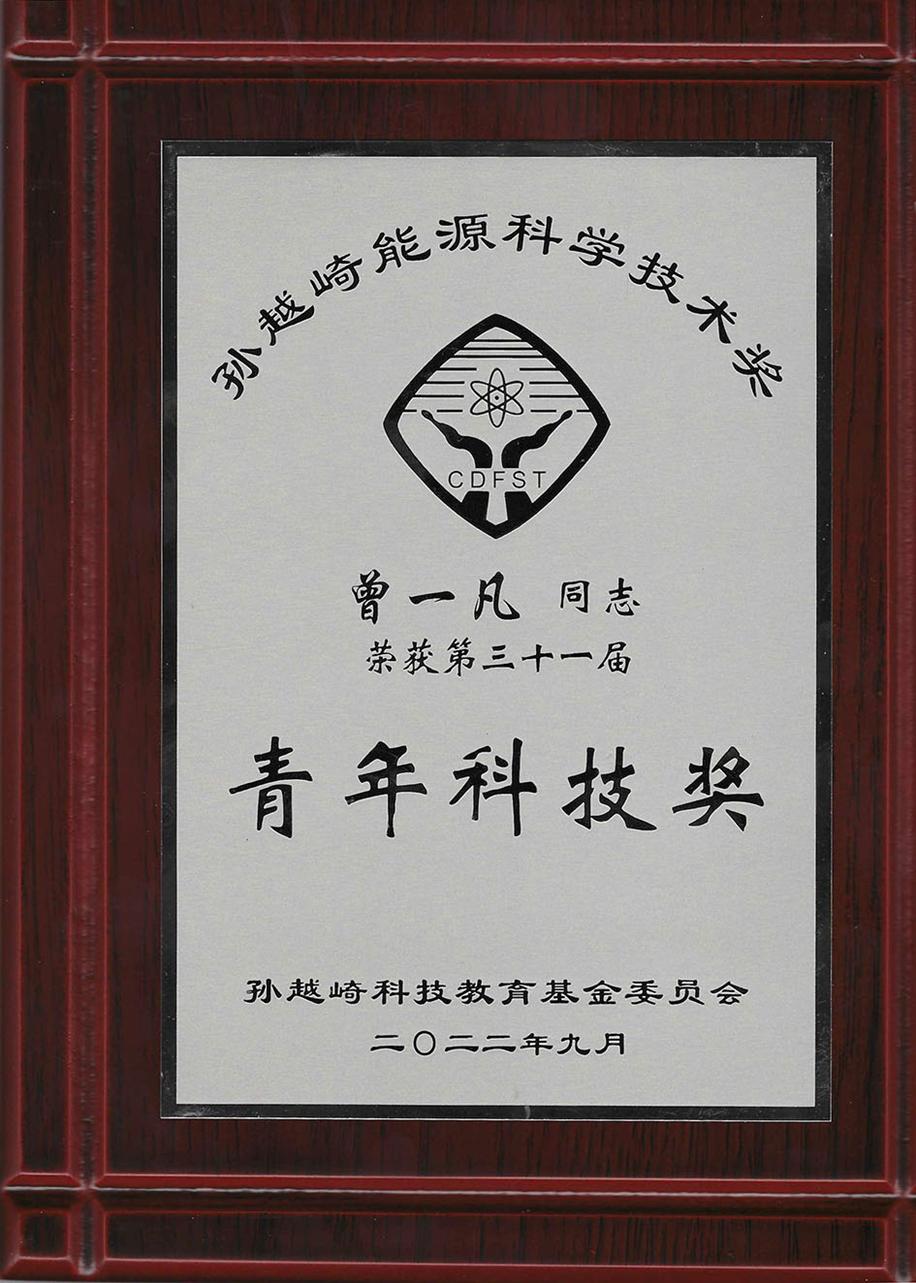 孙越崎能源科学技术奖
CDFST
曾一凡 同志
荣获第三十一届
青年科技奖
孙越崎科技教育基金委员会
二〇二二年九月